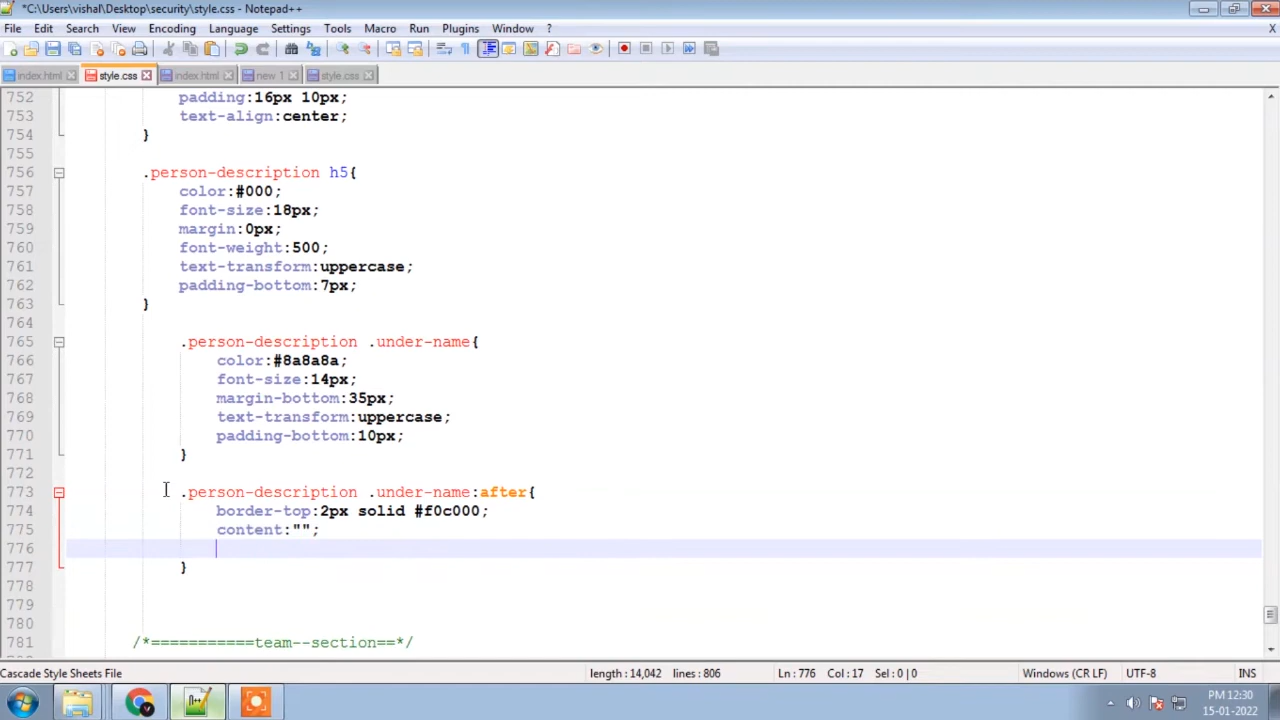 *C:\Users\vishal\Desktop\security\style.css - Notepad++
File Edit Search View Encoding Language Settings Tools Macro Run Plugins Window ? X
index.html style.css index.html new 1 style.css
752 padding:16px 10px;
753 text-align:center;
754 }
755
756 .person-description h5{
757 color:#000;
758 font-size:18px;
759 margin:0px;
760 font-weight:500;
761 text-transform:uppercase;
762 padding-bottom:7px;
763 }
764
765 .person-description .under-name{
766 color:#8a8a8a;
767 font-size:14px;
768 margin-bottom:35px;
769 text-transform:uppercase;
770 padding-bottom:10px;
771 }
772
773 .person-description .under-name:after{
774 border-top:2px solid #f0c000;
775 content:"";
776
777 }
778
779
780
781 /*===========team--section==*/
Cascade Style Sheets File length : 14,042 lines : 806 Ln : 776 Col : 17 Sel : 0 | 0 Windows (CR LF) UTF-8 INS
PM 12:30
15-01-2022